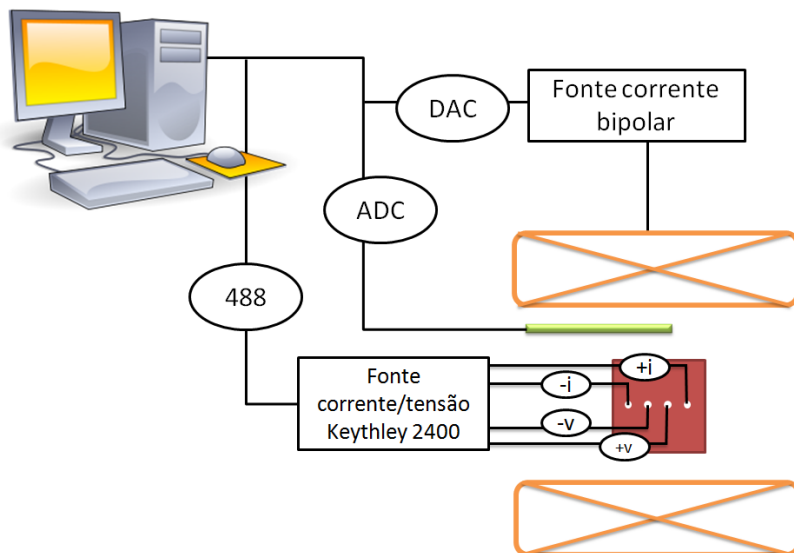 DAC
Fonte corrente
bipolar
ADC
488
Fonte
corrente/tensão
Keythley 2400
+i
-i
-v
+v